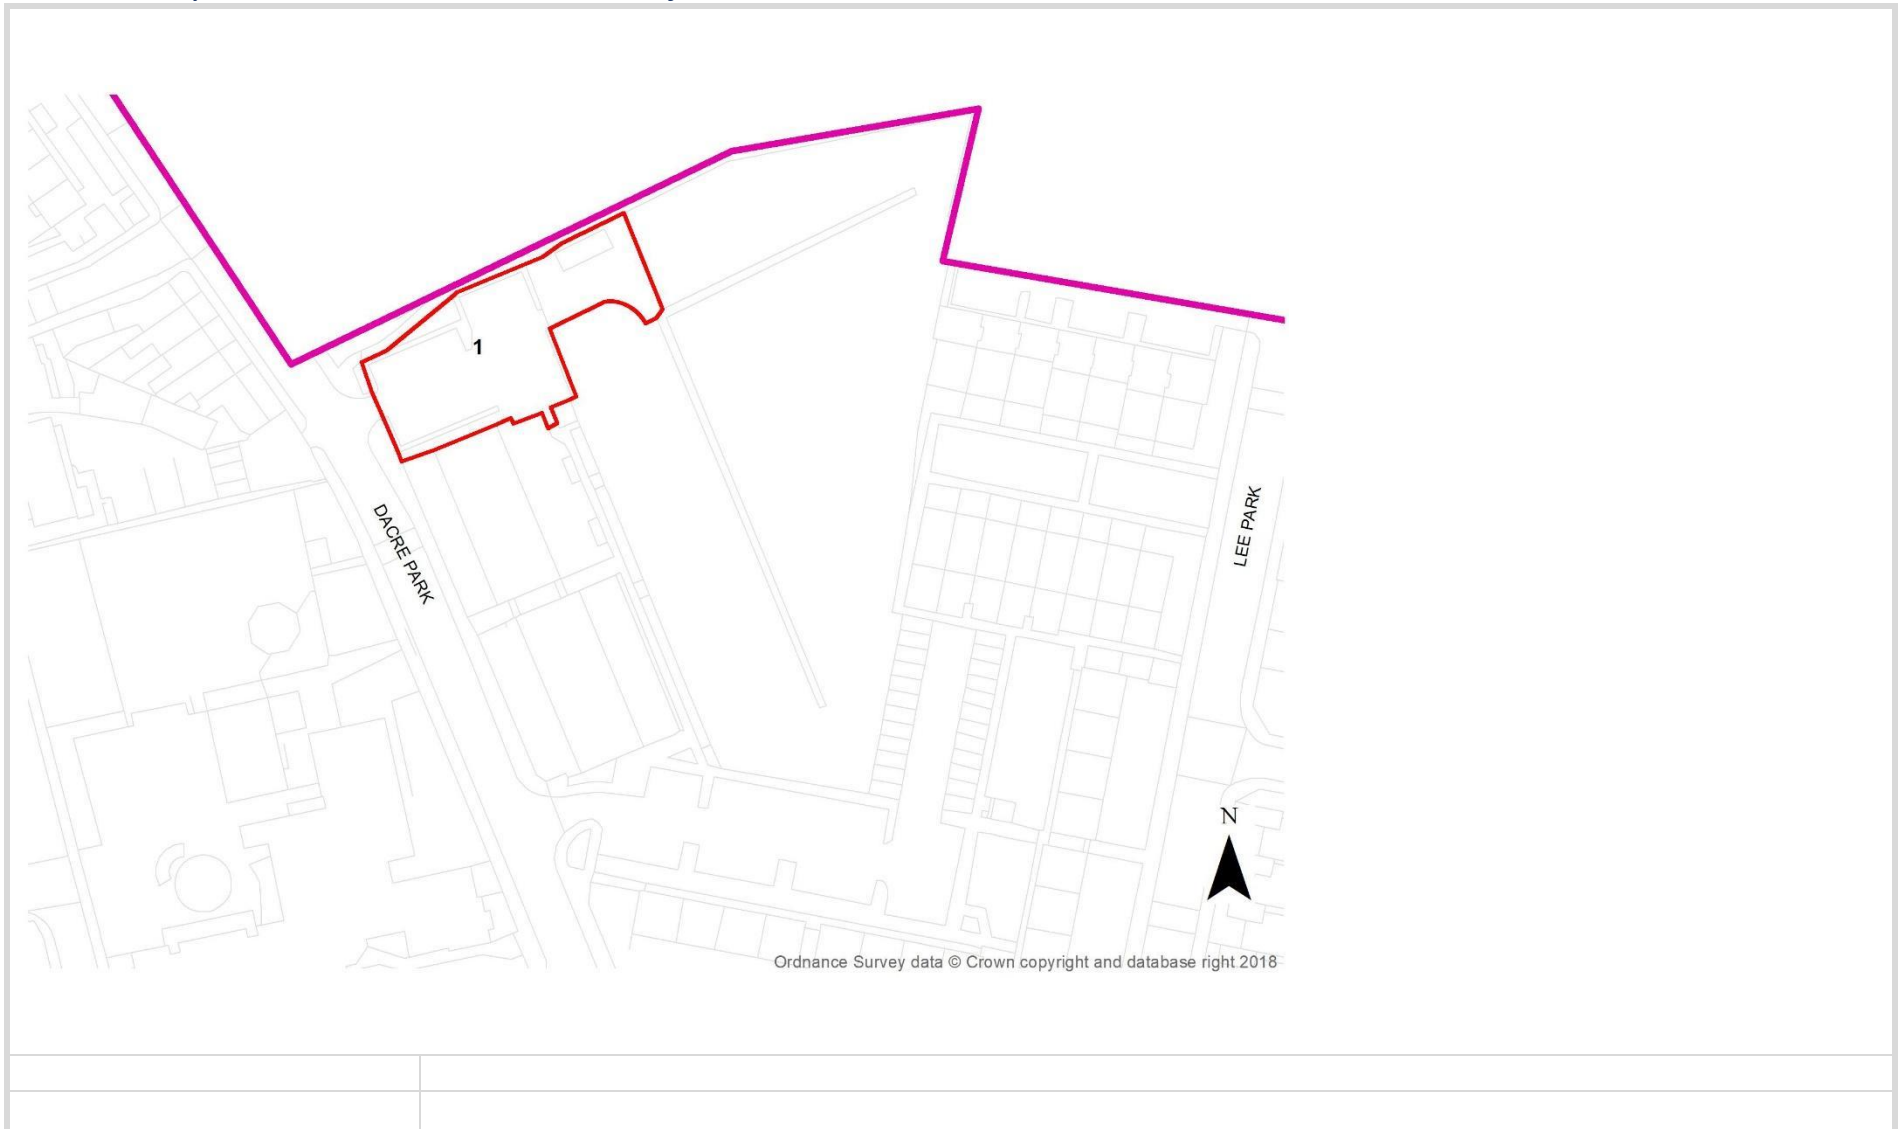 1
DACRE PARK
LEE PARK
N
Ordnance Survey data © Crown copyright and database right 2018